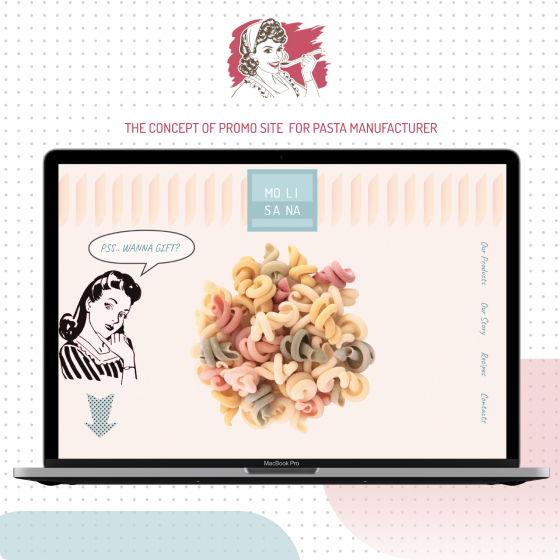 THE CONCEPT OF PROMO SITE FOR PASTA MANUFACTURER
MO LI
SA NA
PSS.. WANNA GIFT?
Our Products
Our Story
Recipes
Contacts
MacBook Pro